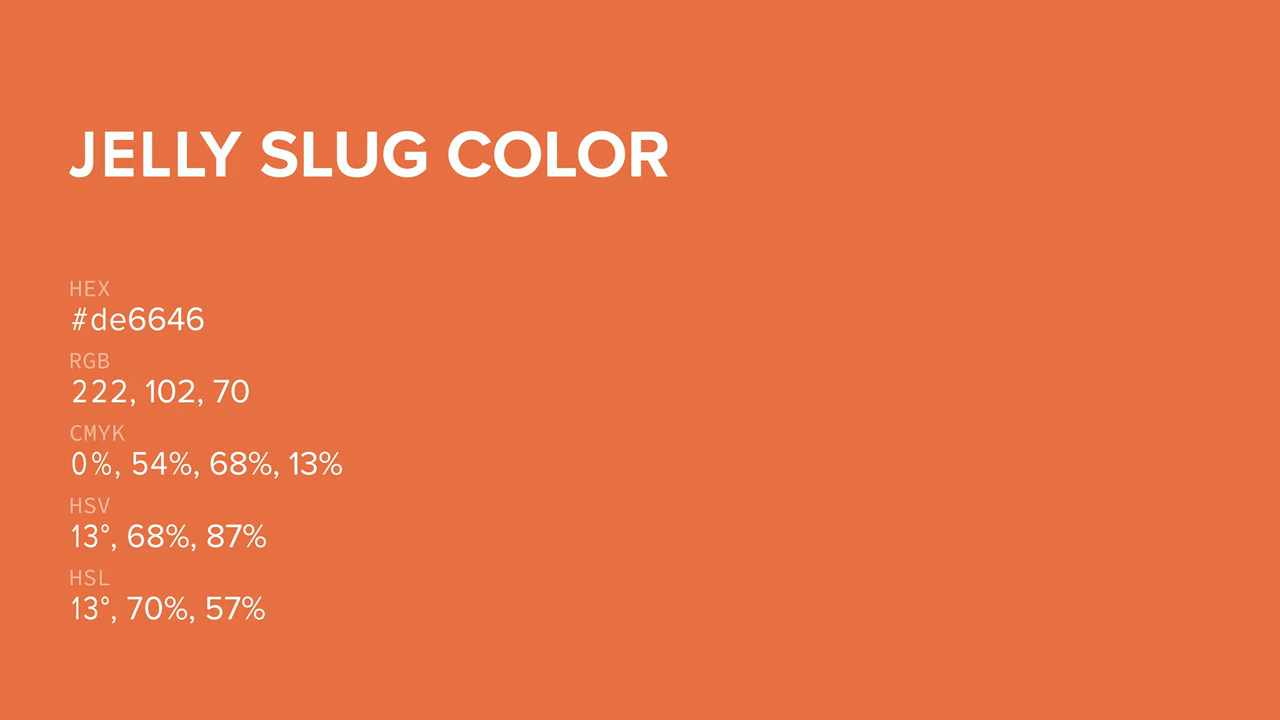 JELLY SLUG COLOR
HEX
#de6646
RGB
222, 102, 70
CMYK
0%, 54%, 68%, 13%
HSV
13°, 68%, 87%
HSL
13°, 70%, 57%